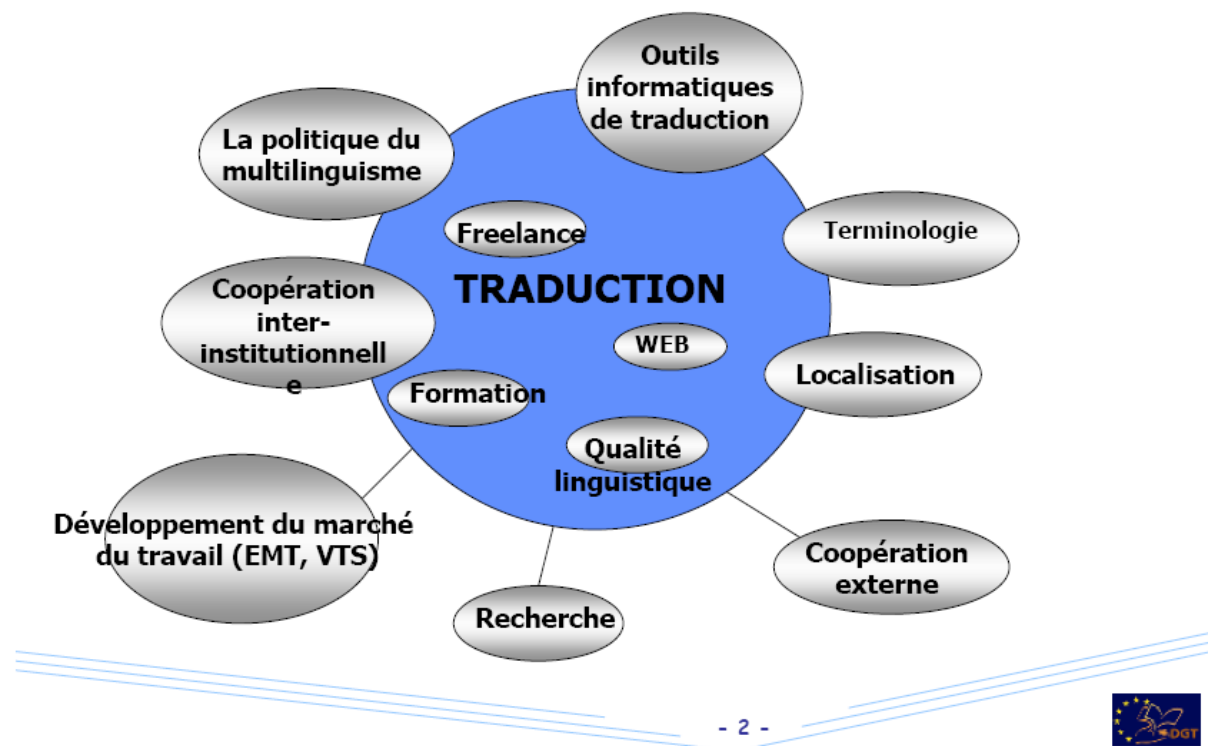 Outils
informatiques
de traduction
La politique du
multilinguisme
Freelance
Terminologie
TRADUCTION
Coopération
inter-
institutionnell
e
WEB
Localisation
Formation
Qualité
linguistique
Développement du marché
du travail (EMT, VTS)
Coopération
externe
Recherche
- 2 -
DGT